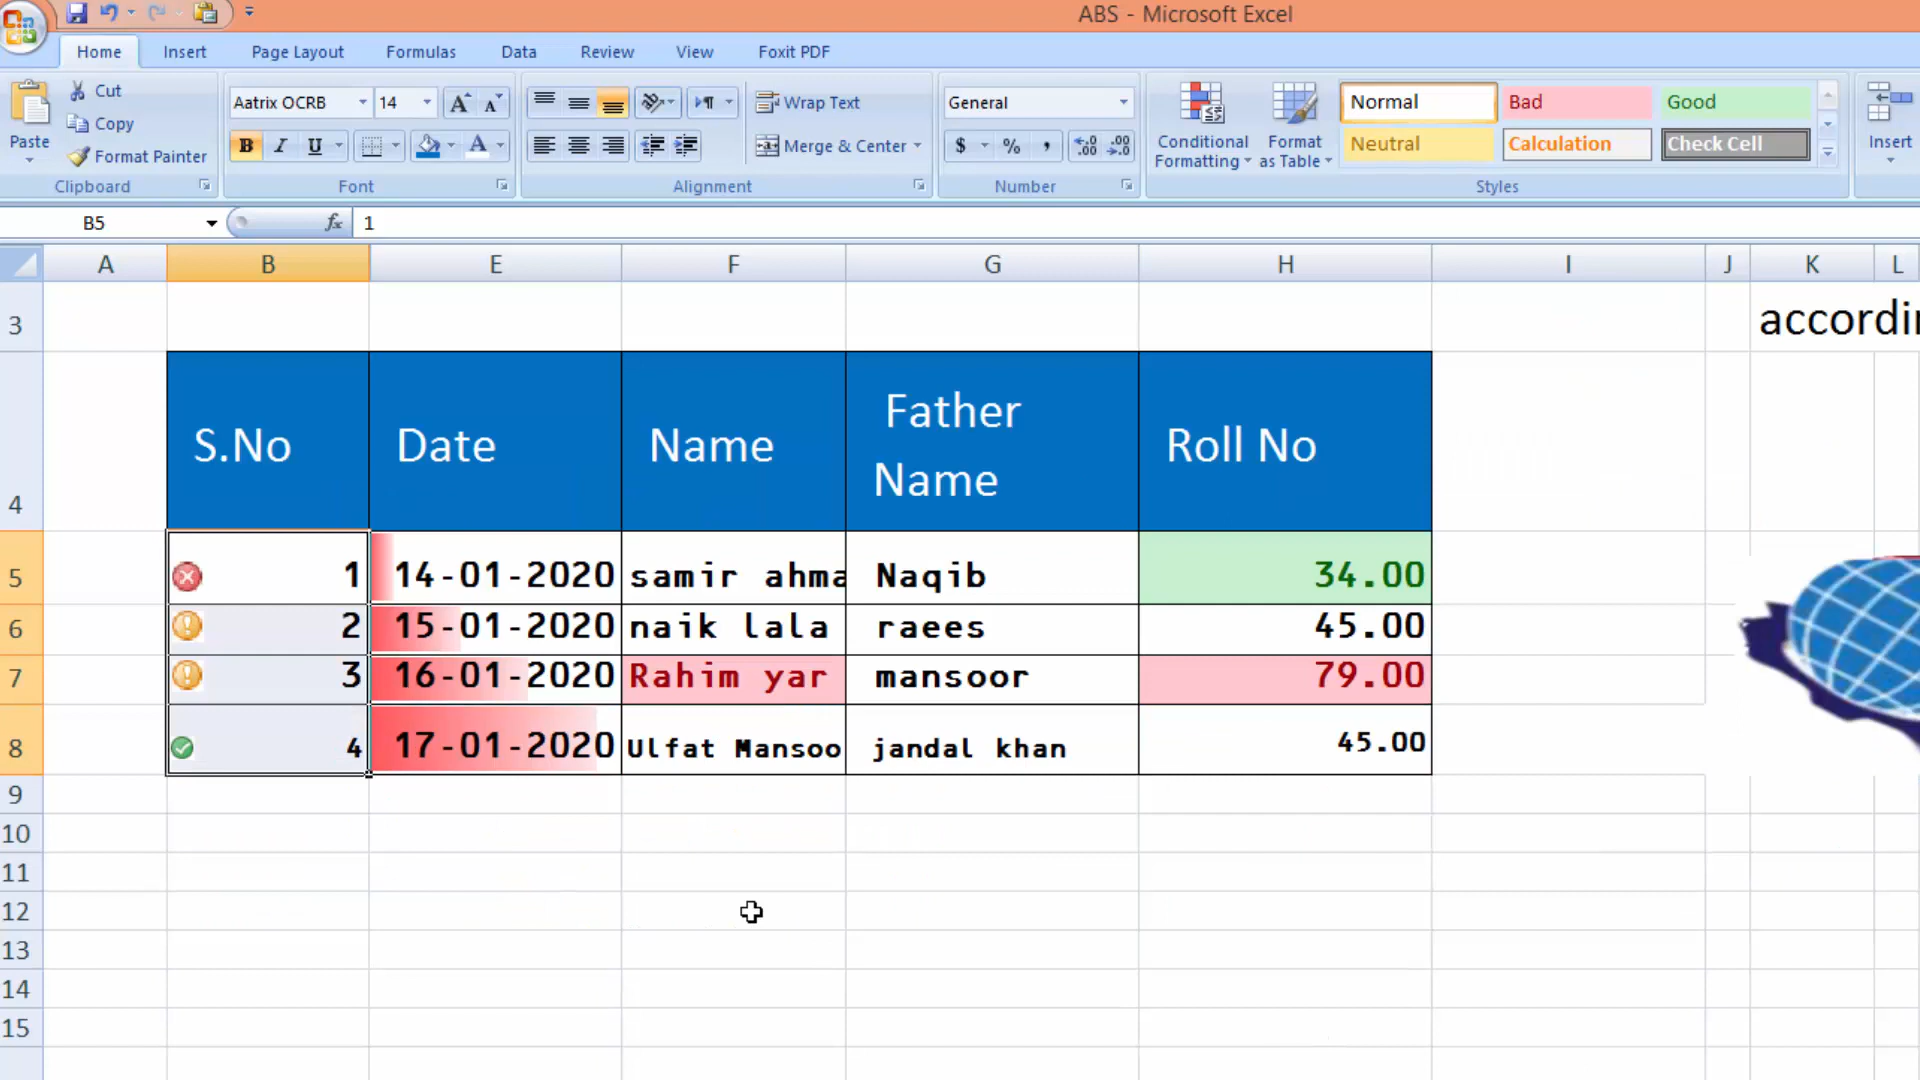 ABS - Microsoft Excel
Home Insert Page Layout Formulas Data Review View Foxit PDF
Paste
Cut
Copy
Format Painter
Clipboard
Aatrix OCRB 14
B I U
Font
Wrap Text
Merge & Center
Alignment
General
$ % ,
Number
Conditional Formatting
Format as Table
Normal Bad Good
Neutral Calculation Check Cell
Styles
Insert
B5 fx 1
A B E F G H I J K L
3 accordin
4 S.No Date Name Father Name Roll No
5 1 14-01-2020 samir ahma Naqib 34.00
6 2 15-01-2020 naik lala raees 45.00
7 3 16-01-2020 Rahim yar mansoor 79.00
8 4 17-01-2020 Ulfat Mansoo jandal khan 45.00
9
10
11
12
13
14
15